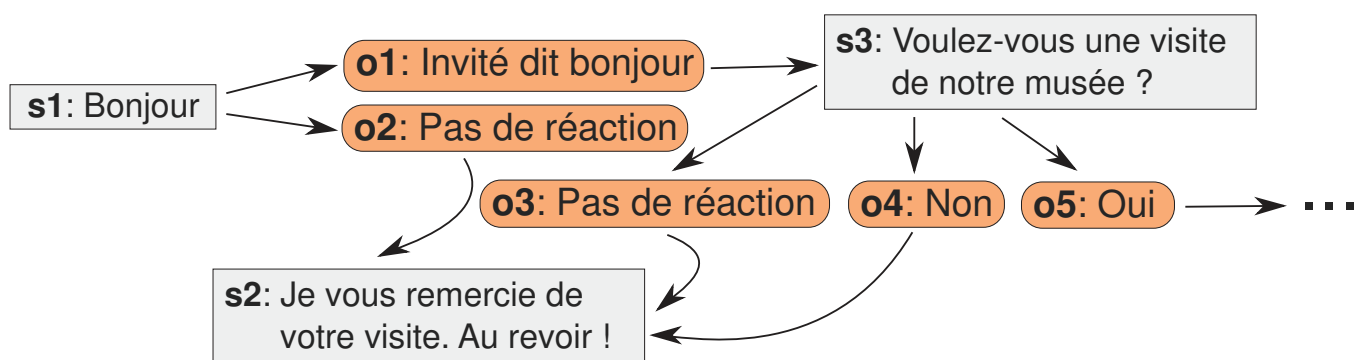 s1: Bonjour
o1: Invité dit bonjour
o2: Pas de réaction
s3: Voulez-vous une visite
de notre musée ?
o3: Pas de réaction
o4: Non
o5: Oui
...
s2: Je vous remercie de
votre visite. Au revoir !